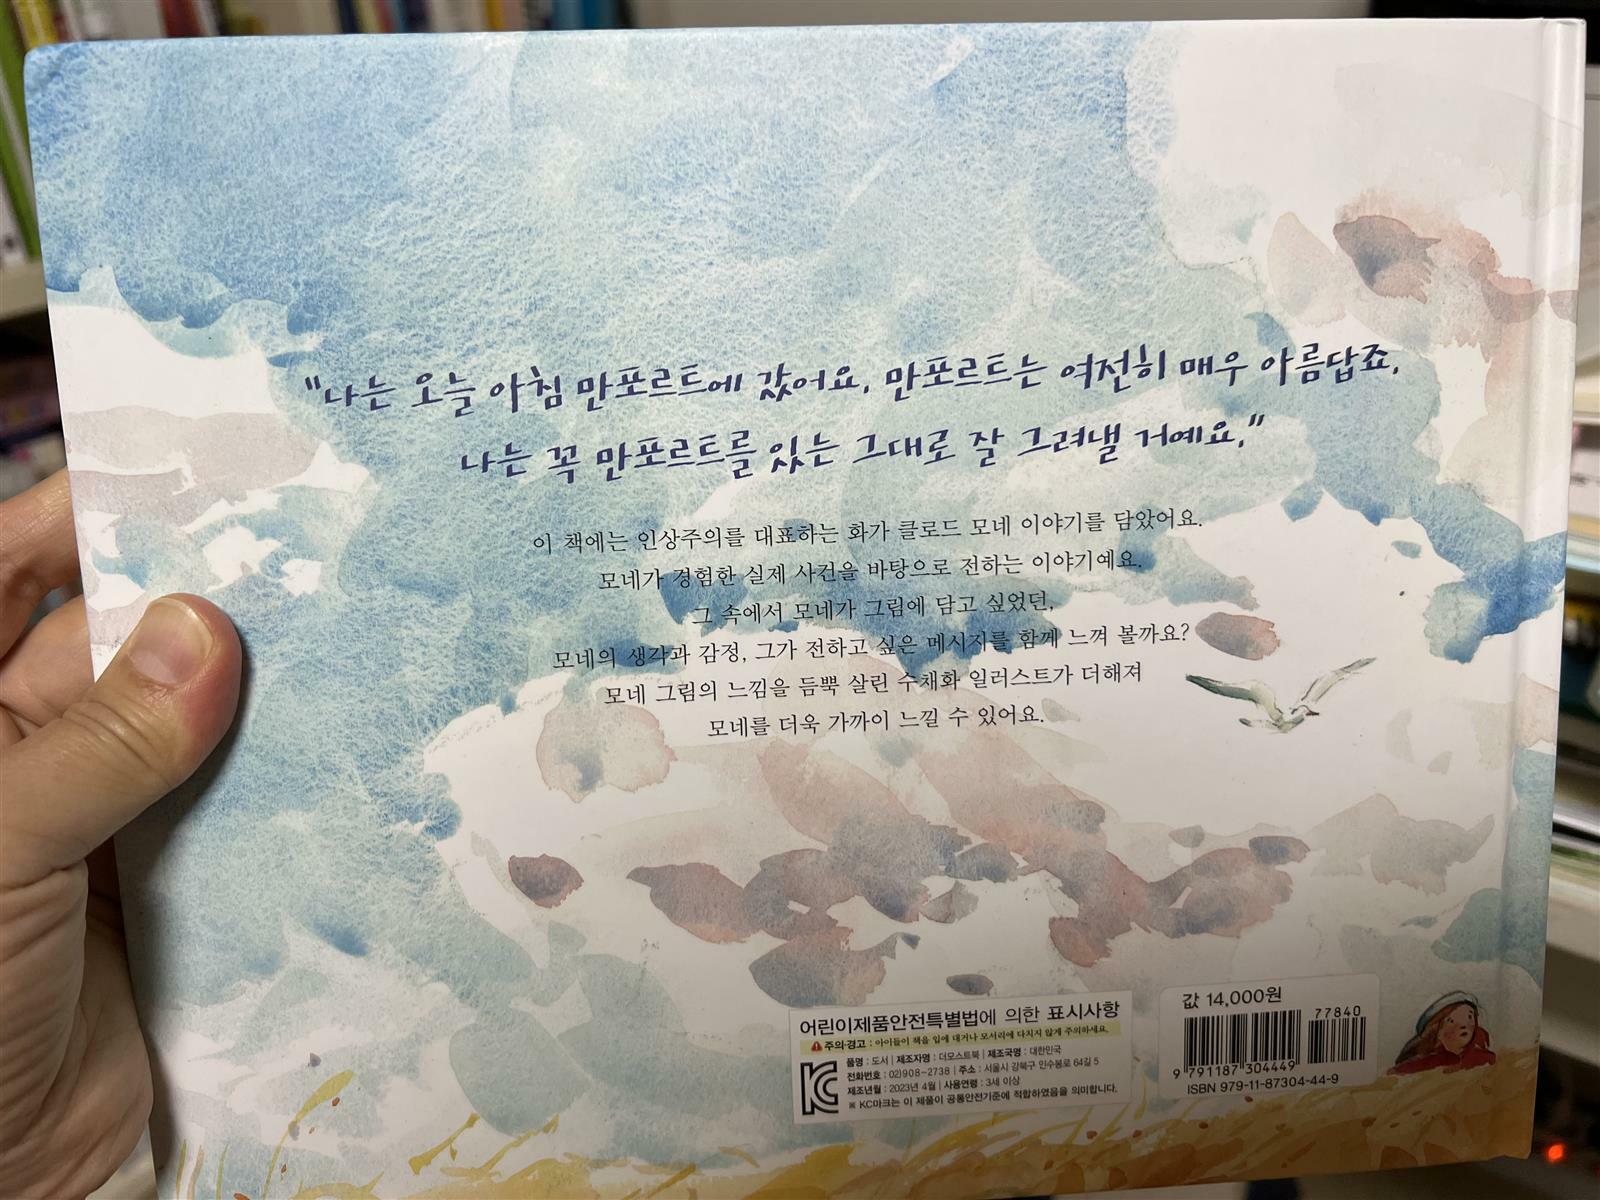 "나는 오늘 아침 만포르트에 갔어요. 만포르트는 여전히 매우 아름답죠.
나는 꼭 만포르트를 있는 그대로 잘 그려낼 거예요."
이 책에는 인상주의를 대표하는 화가 클로드 모네 이야기를 담았어요.
모네가 경험한 실제 사건을 바탕으로 전하는 이야기예요.
그 속에서 모네가 그림에 담고 싶었던,
모네의 생각과 감정, 그가 전하고 싶은 메시지를 함께 느껴 볼까요?
모네 그림의 느낌을 듬뿍 살린 수채화 일러스트가 더해져
모네를 더욱 가까이 느낄 수 있어요.
어린이제품안전특별법에 의한 표시사항
주의·경고 : 아이들이 책을 입에 대거나 모서리에 다치지 않게 주의하세요.
품명 : 도서 | 제조자명 : 더모스트북 | 제조국명 : 대한민국
전화번호 : 02)908-2738 | 주소 : 서울시 강북구 인수봉로 64길 5
제조년월 : 2023년 4월 | 사용연령 : 3세 이상
※ KC마크는 이 제품이 공통안전기준에 적합하였음을 의미합니다.
값 14,000원
77840
9 791187 304449
ISBN 979-11-87304-44-9